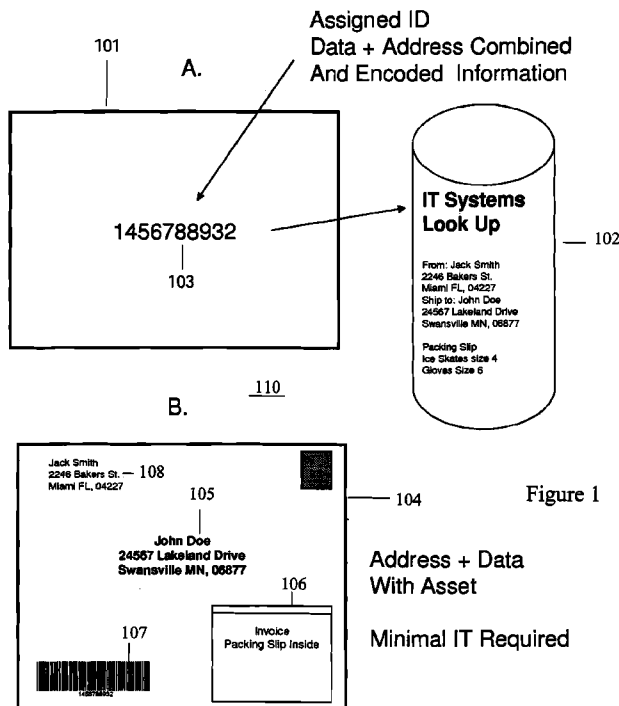 Assigned ID
Data + Address Combined
And Encoded Information
101
A.
1456788932
103
IT Systems
Look Up
From: Jack Smith
2246 Bakers St.
Miami FL, 04227
Ship to: John Doe
24567 Lakeland Drive
Swansville MN, 06877
Packing Slip
Ice Skates size 4
Gloves Size 6
102
110
B.
Jack Smith
2246 Bakers St.
Miami FL, 04227
108
105
104
Figure 1
John Doe
24567 Lakeland Drive
Swansville MN, 06877
Address + Data
With Asset
106
Invoice
Packing Slip Inside
Minimal IT Required
107
1456788932